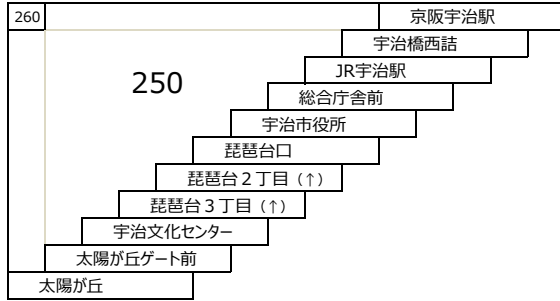 260
京阪宇治駅
宇治橋西詰
JR宇治駅
250
総合庁舎前
宇治市役所
琵琶台口
琵琶台２丁目（↑）
琵琶台３丁目（↑）
宇治文化センター
太陽が丘ゲート前
太陽が丘